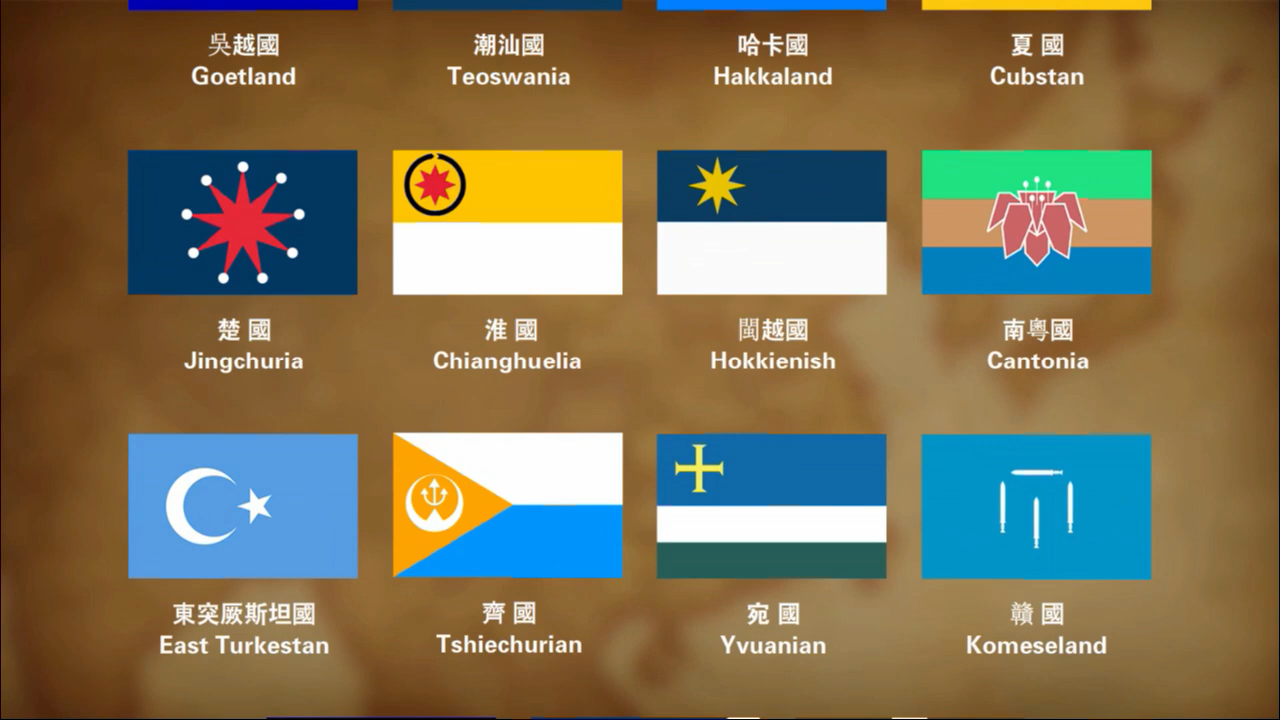 吳越國
Goetland
潮汕國
Teoswania
哈卡國
Hakkaland
夏國
Cubstan
楚國
Jingchuria
淮國
Chianghuelia
閩越國
Hokkienish
南粵國
Cantonia
東突厥斯坦國
East Turkestan
齊國
Tshiechurian
宛國
Yvuanian
贛國
Komeseland